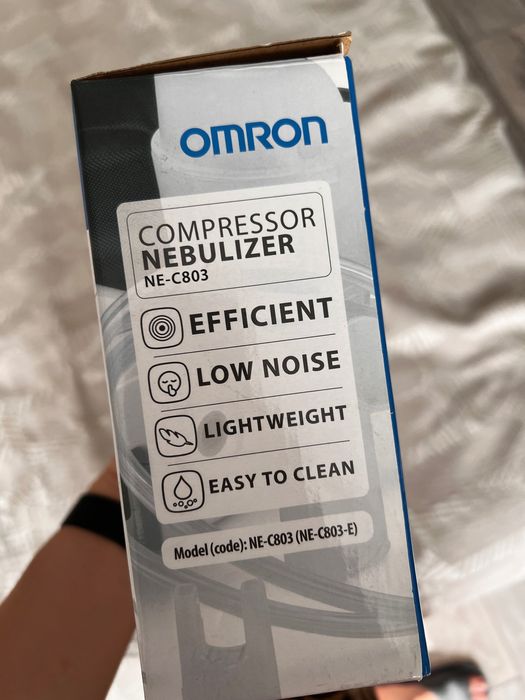 OMRON
COMPRESSOR
NEBULIZER
NE-C803
EFFICIENT
LOW NOISE
LIGHTWEIGHT
EASY TO CLEAN
Model (code): NE-C803 (NE-C803-E)